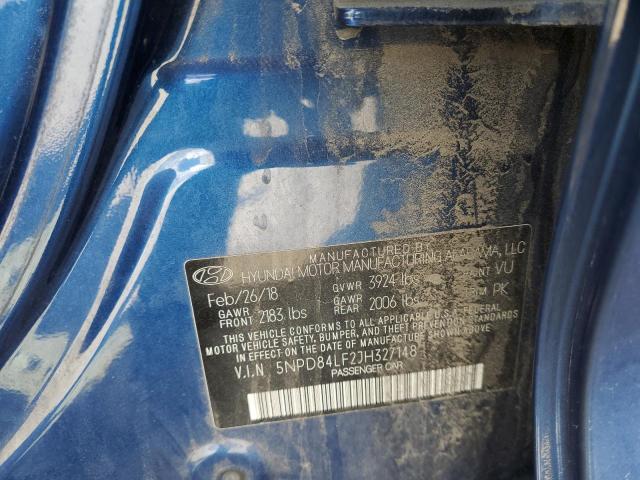 MANUFACTURED BY
HYUNDAI MOTOR MANUFACTURING ALABAMA, LLC
Feb/26/18 GVWR 3924 lbs PAINT VU
GAWR FRONT 2183 lbs GAWR REAR 2006 lbs TRIM PK
THIS VEHICLE CONFORMS TO ALL APPLICABLE U.S. FEDERAL
MOTOR VEHICLE SAFETY, BUMPER, AND THEFT PREVENTION STANDARDS
IN EFFECT ON THE DATE OF MANUFACTURE SHOWN ABOVE.
V.I.N 5NPD84LF2JH327148
PASSENGER CAR